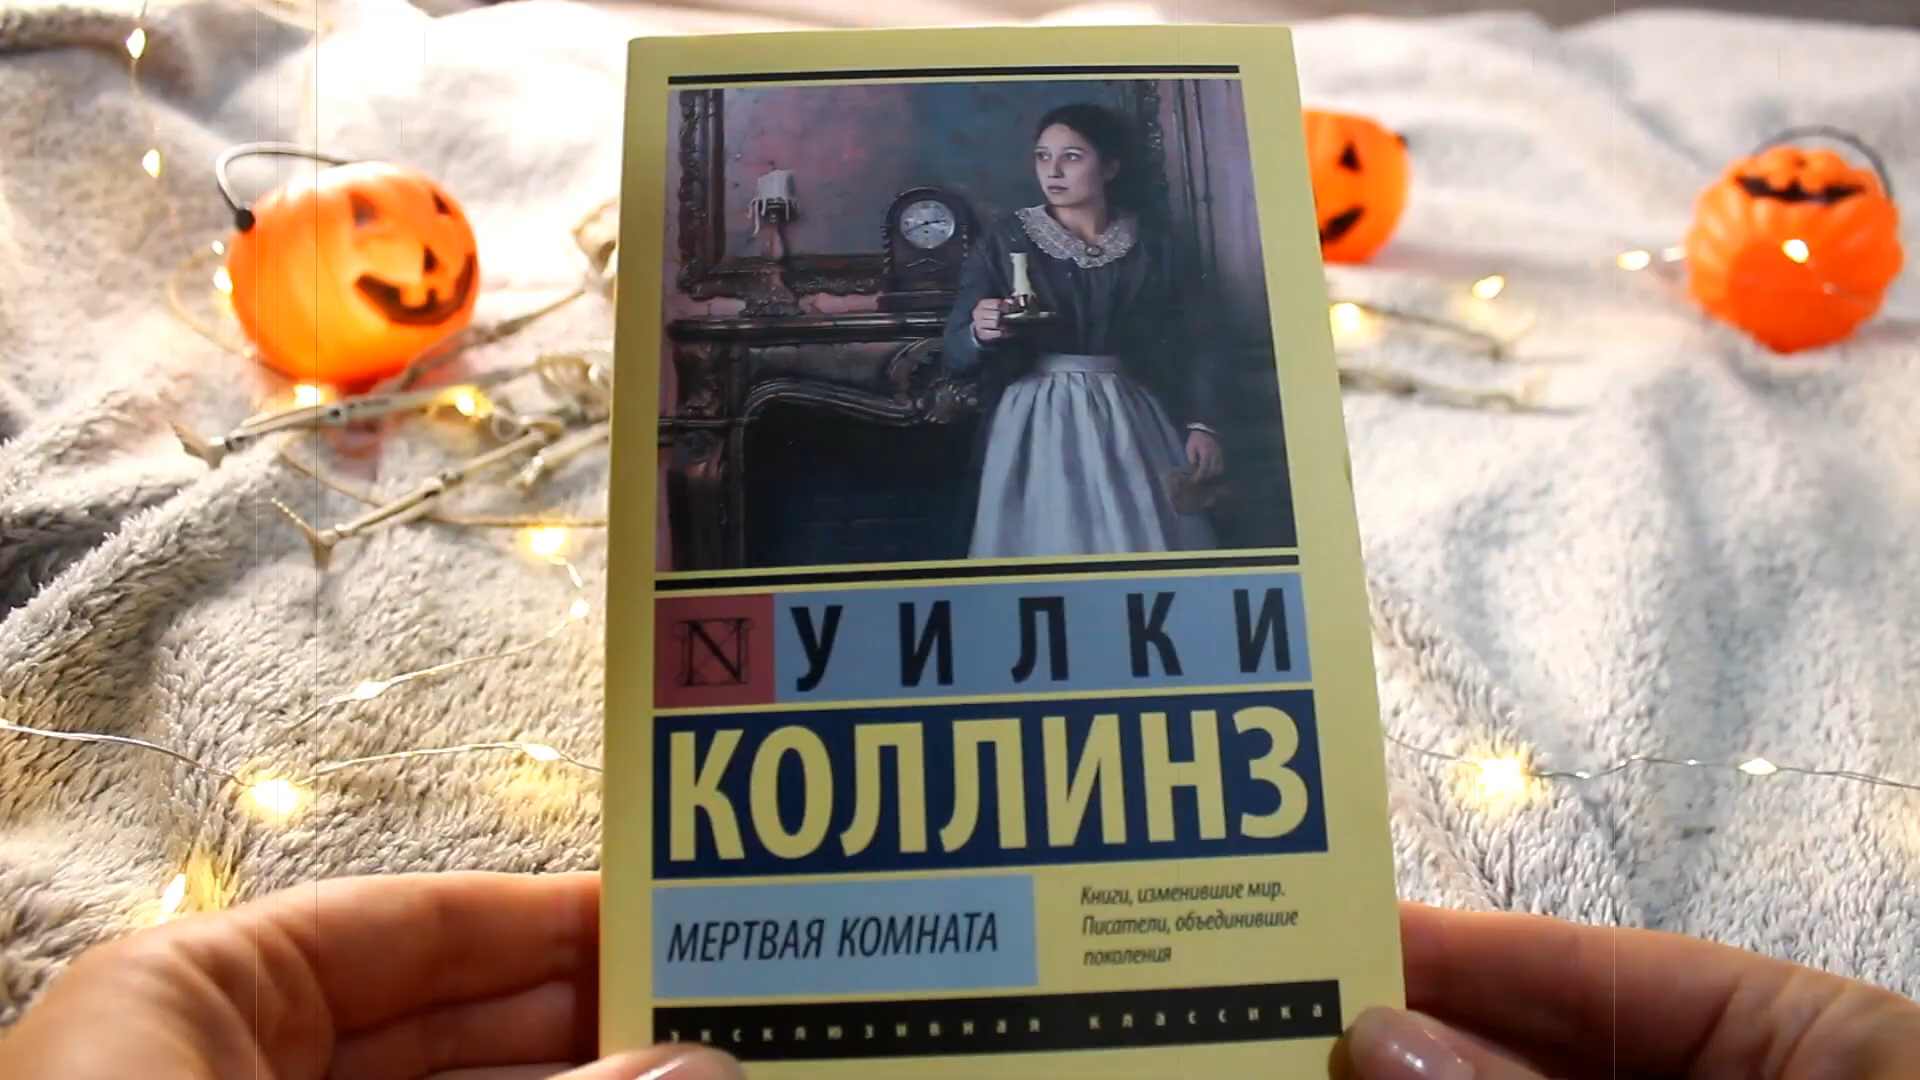 N УИЛКИ
КОЛЛИНЗ
МЕРТВАЯ КОМНАТА
Книги, изменившие мир.
Писатели, объединившие
поколения
эксклюзивная классика